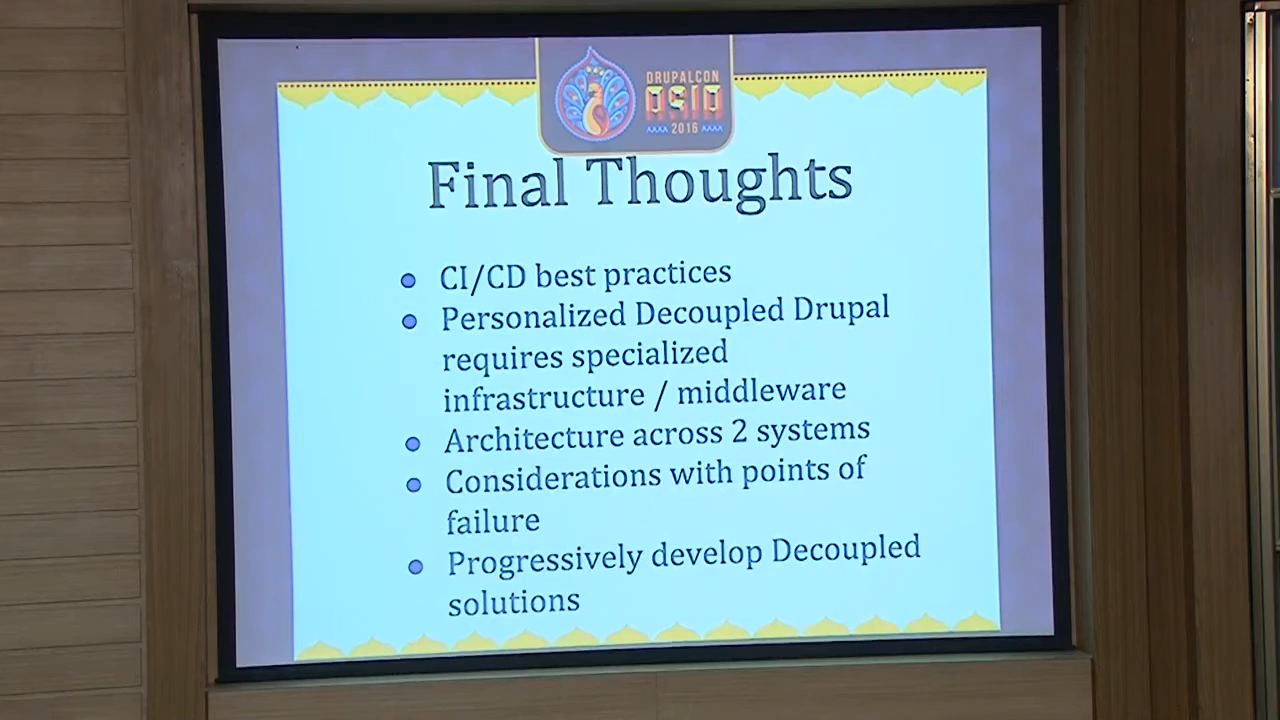 DRUPALCON
ASIA
2016
Final Thoughts
CI/CD best practices
Personalized Decoupled Drupal
requires specialized
infrastructure / middleware
Architecture across 2 systems
Considerations with points of
failure
Progressively develop Decoupled
solutions